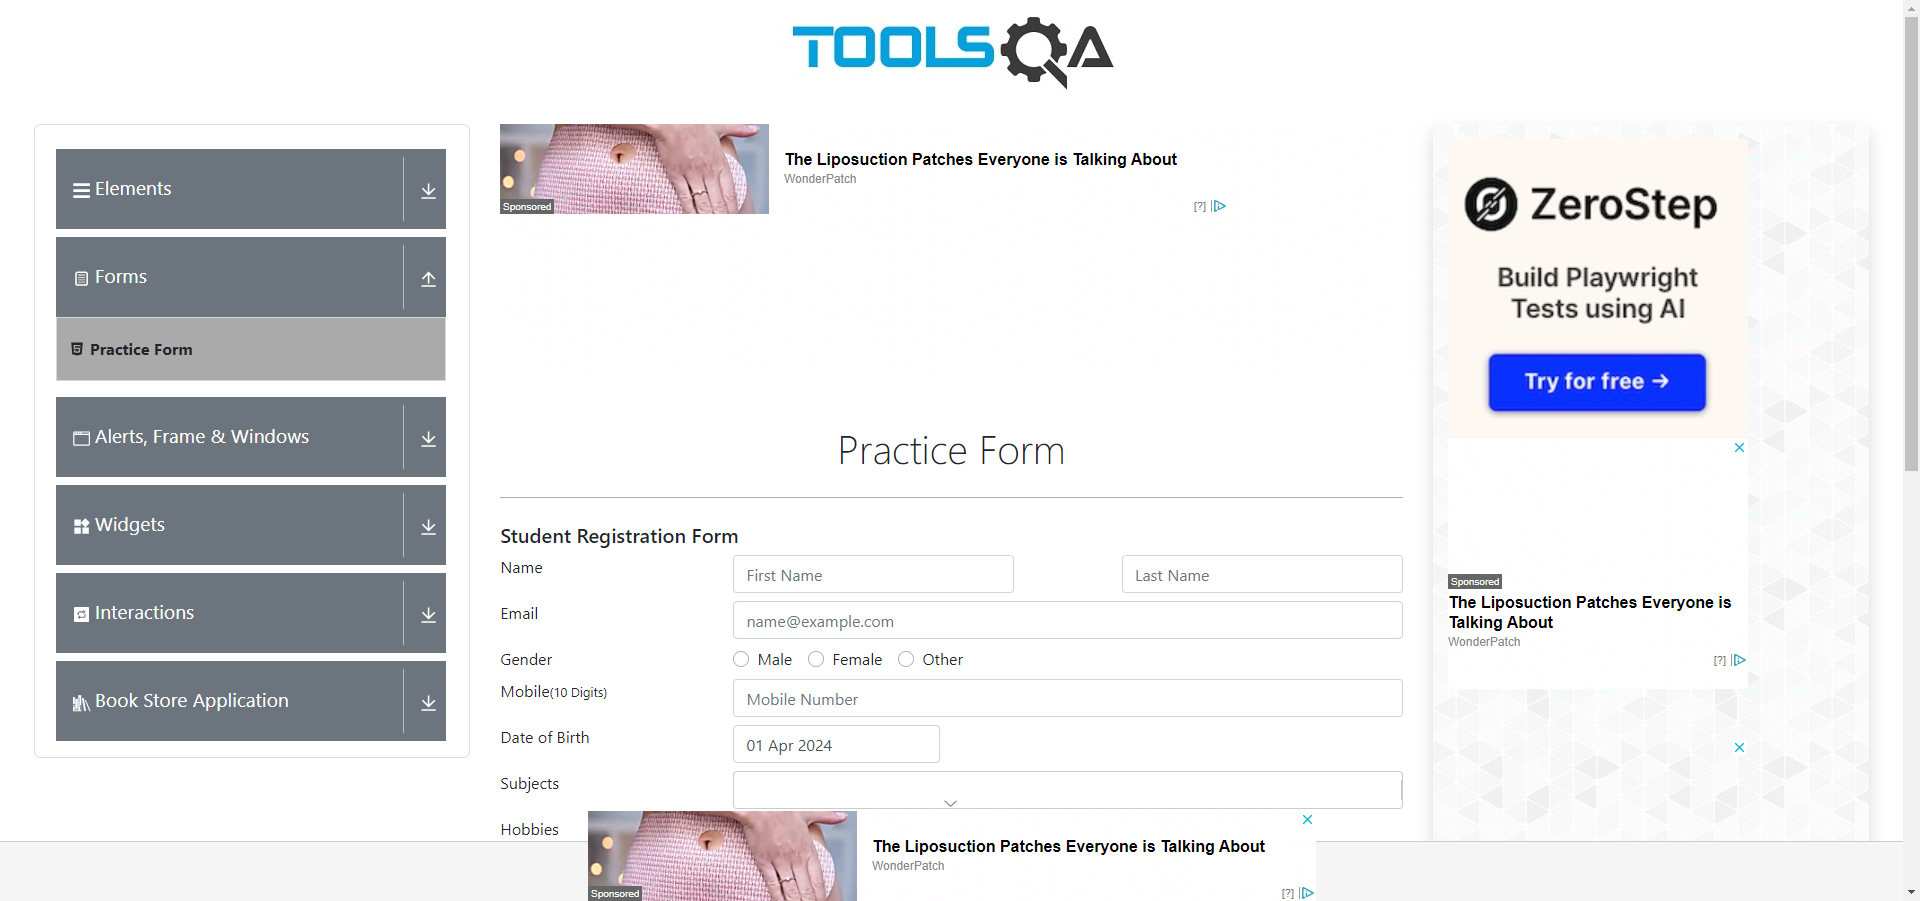 TOOLSQA
Elements
Forms
Practice Form
Alerts, Frame & Windows
Widgets
Interactions
Book Store Application
Sponsored
The Liposuction Patches Everyone is Talking About
WonderPatch
[?]
Practice Form
Student Registration Form
Name
First Name
Last Name
Email
name@example.com
Gender
Male
Female
Other
Mobile(10 Digits)
Mobile Number
Date of Birth
01 Apr 2024
Subjects
Hobbies
Sponsored
The Liposuction Patches Everyone is Talking About
WonderPatch
[?]
ZeroStep
Build Playwright
Tests using AI
Try for free →
Sponsored
The Liposuction Patches Everyone is
Talking About
WonderPatch
[?]